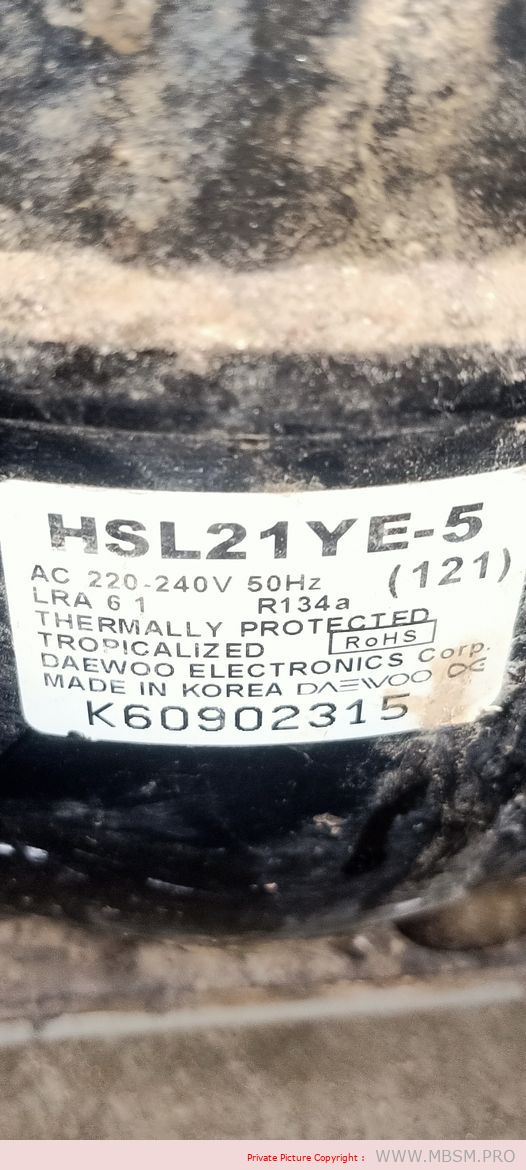 HSL21YE-5
AC 220-240V 50Hz (121)
LRA 6 1 R134a
THERMALLY PROTECTED
TROPICALIZED RoHS
DAEWOO ELECTRONICS Corp.
MADE IN KOREA DAEWOO CE
K60902315
Private Picture Copyright : WWW.MBSM.PRO